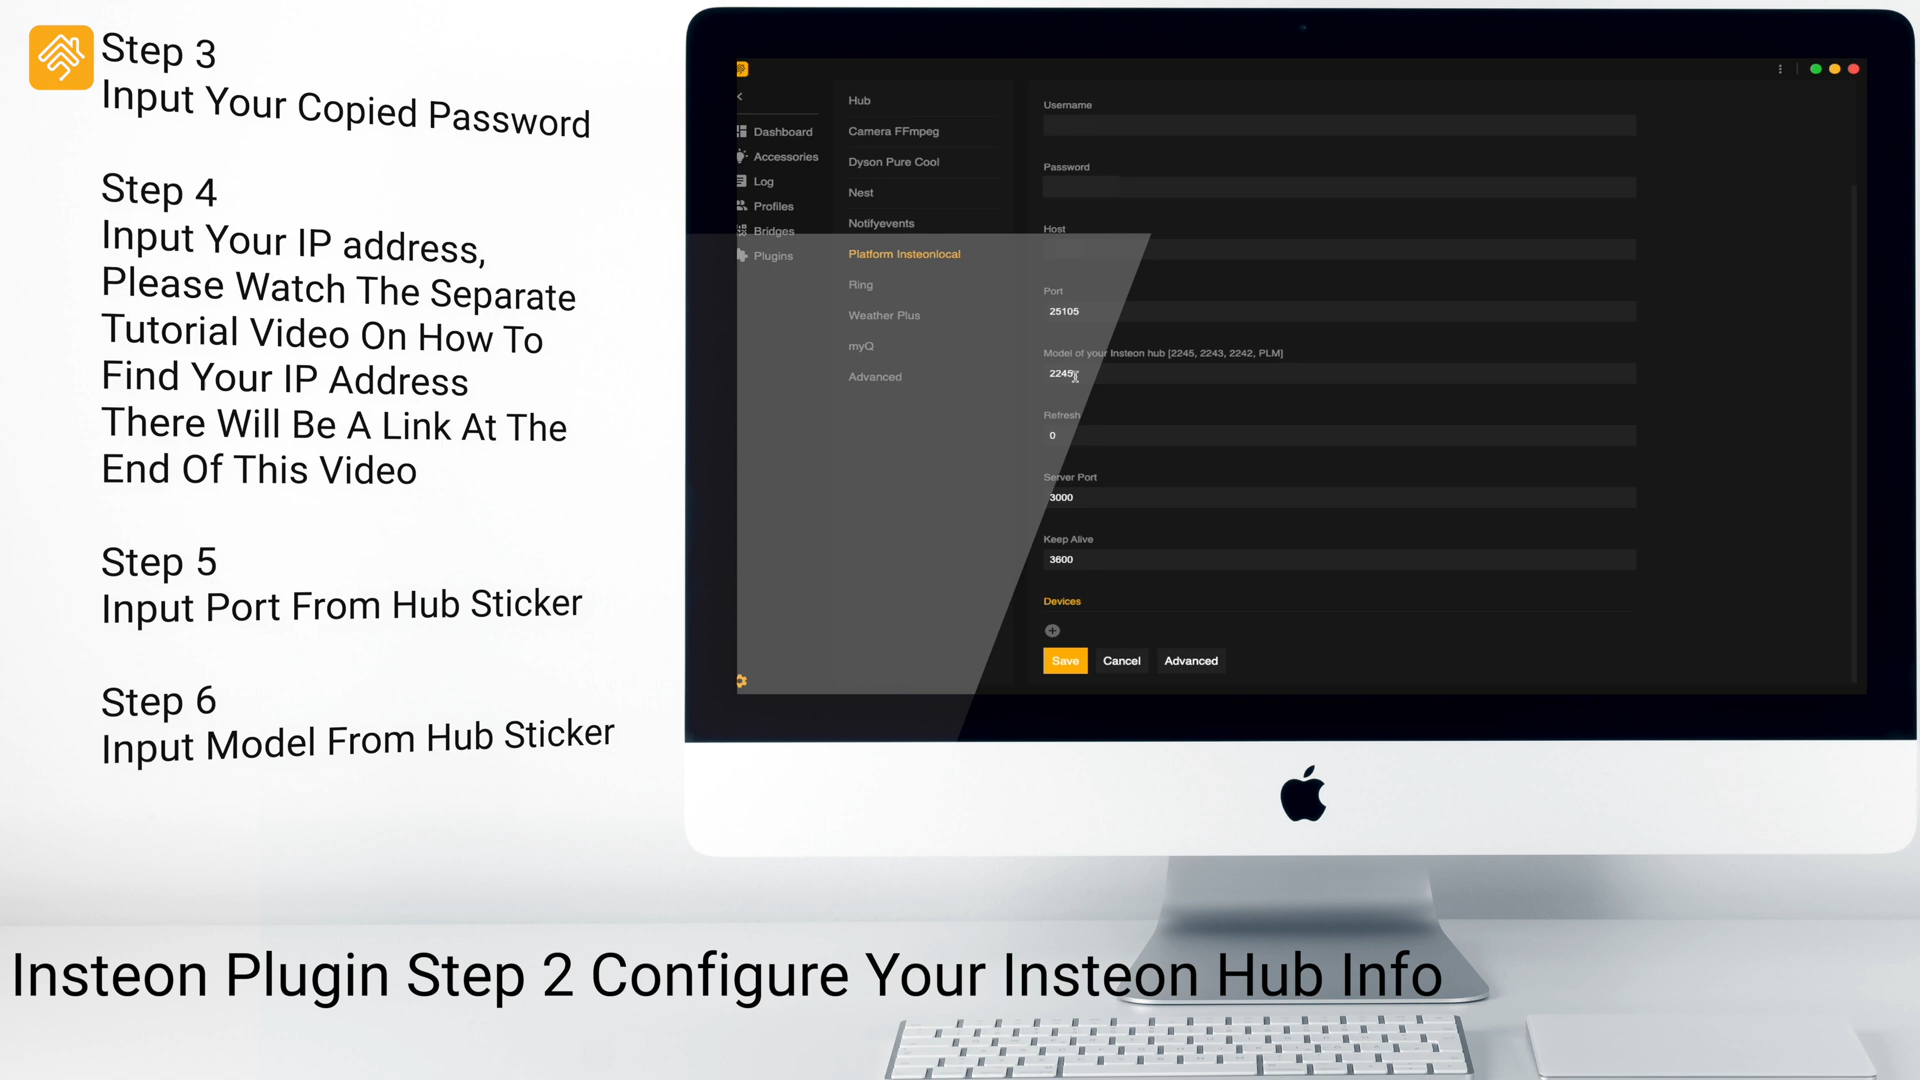 Step 3
Input Your Copied Password
Step 4
Input Your IP address,
Please Watch The Separate
Tutorial Video On How To
Find Your IP Address
There Will Be A Link At The
End Of This Video
Step 5
Input Port From Hub Sticker
Step 6
Input Model From Hub Sticker
Dashboard
Accessories
Log
Profiles
Bridges
Plugins
Hub
Camera FFmpeg
Dyson Pure Cool
Nest
Notifyevents
Platform Insteonlocal
Ring
Weather Plus
myQ
Advanced
Username
Password
Host
Port
25105
Model of your Insteon hub [2245, 2243, 2242, PLM]
2245
Refresh
0
Server Port
3000
Keep Alive
3600
Devices
Save Cancel Advanced
Insteon Plugin Step 2 Configure Your Insteon Hub Info